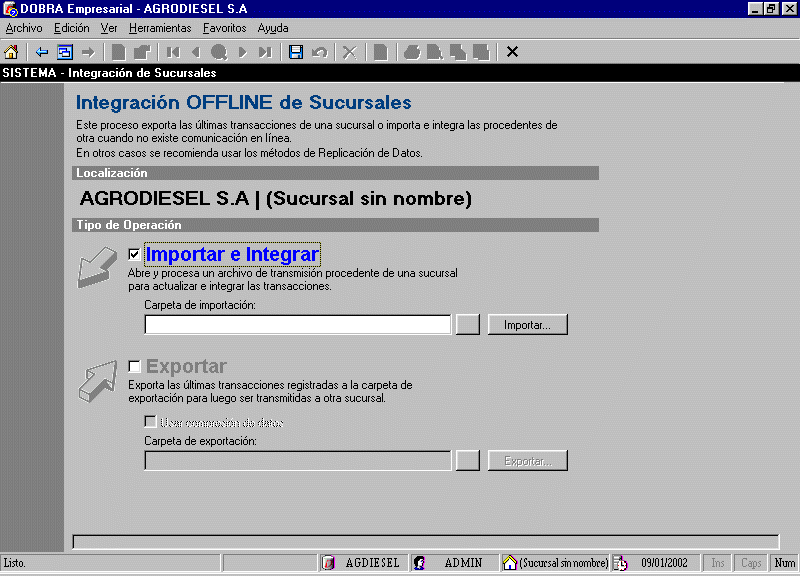 DOBRA Empresarial - AGRODIESEL S.A
Archivo Edición Ver Herramientas Favoritos Ayuda
SISTEMA - Integración de Sucursales
Integración OFFLINE de Sucursales
Este proceso exporta las últimas transacciones de una sucursal o importa e integra las procedentes de
otra cuando no existe comunicación en línea.
En otros casos se recomienda usar los métodos de Replicación de Datos.
Localización
AGRODIESEL S.A | (Sucursal sin nombre)
Tipo de Operación
Importar e Integrar
Abre y procesa un archivo de transmisión procedente de una sucursal
para actualizar e integrar las transacciones.
Carpeta de importación:
Importar...
Exportar
Exporta las últimas transacciones registradas a la carpeta de
exportación para luego ser transmitidas a otra sucursal.
Usar compresión de datos
Carpeta de exportación:
Exportar...
Listo. AGDIESEL ADMIN (Sucursal sin nombre) 09/01/2002 Ins Caps Num